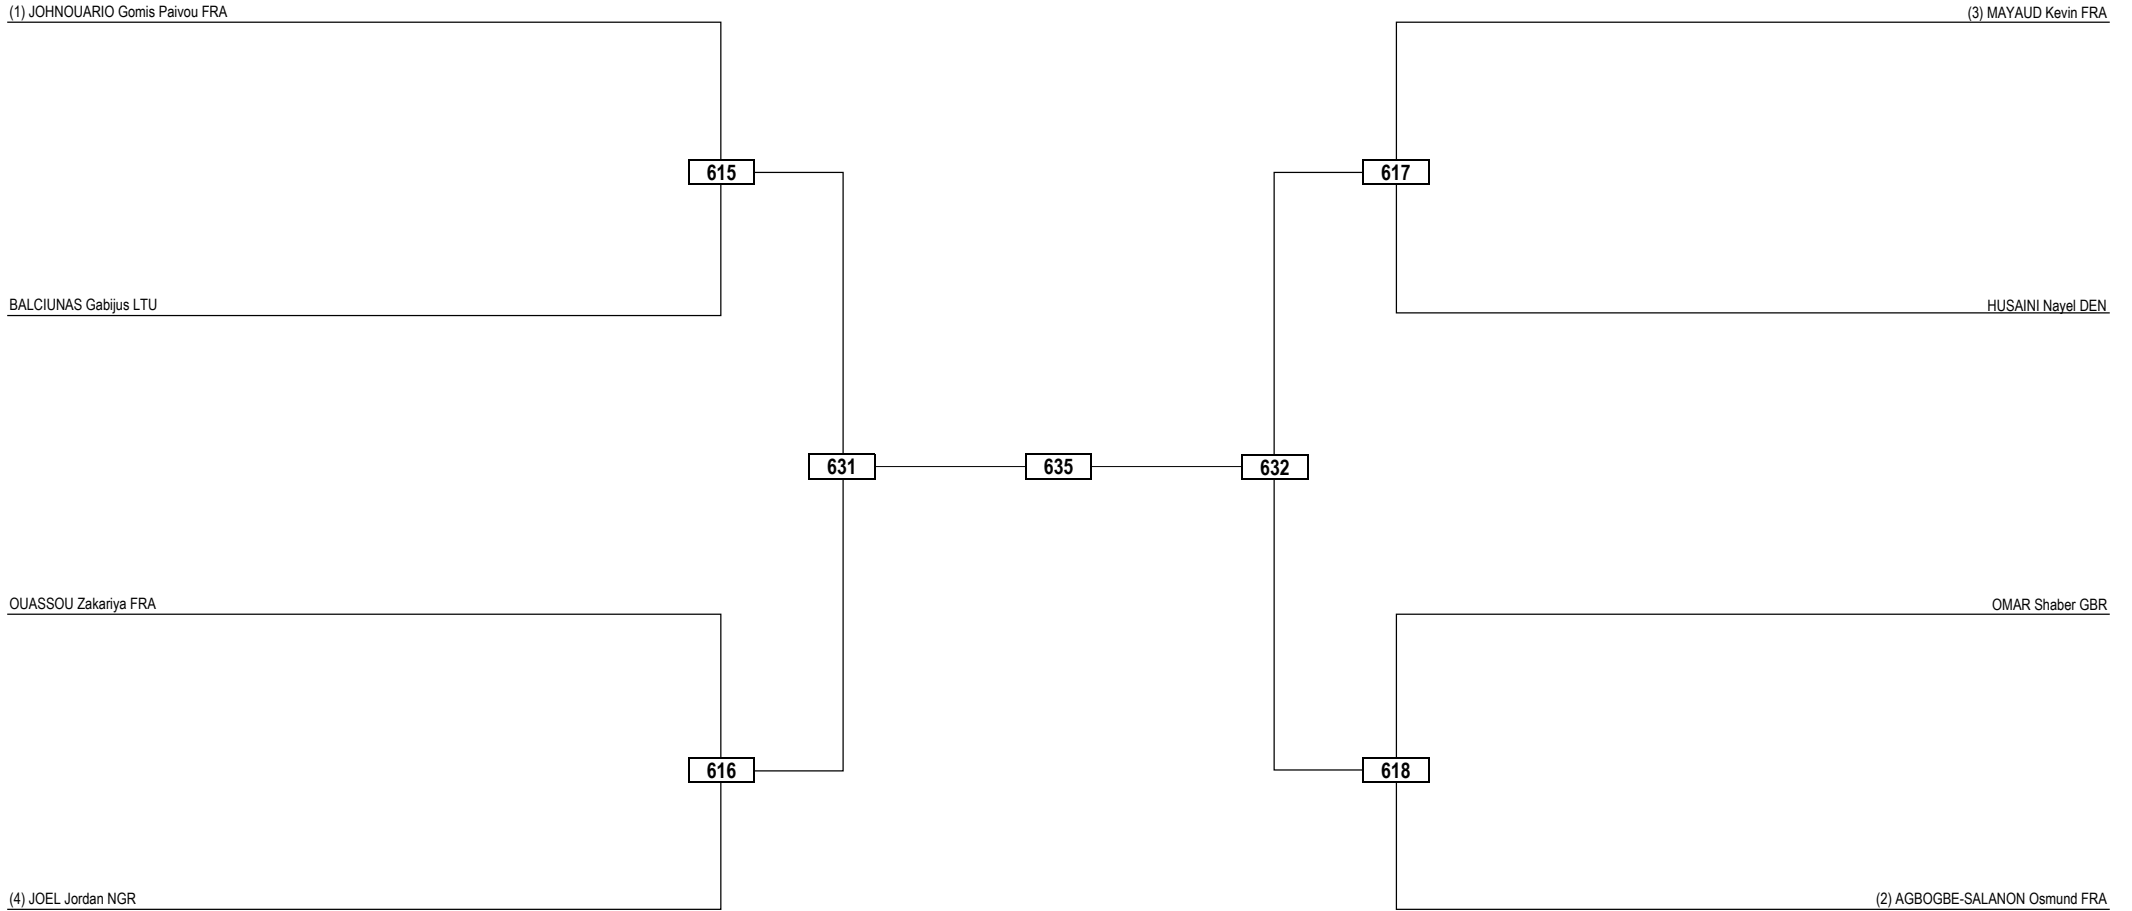 (1) JOHNOUARIO Gomis Paivou FRA
(3) MAYAUD Kevin FRA
615
617
BALCIUNAS Gabijus LTU
HUSAINI Nayel DEN
631
635
632
OUASSOU Zakariya FRA
OMAR Shaber GBR
616
618
(4) JOEL Jordan NGR
(2) AGBOGBE-SALANON Osmund FRA